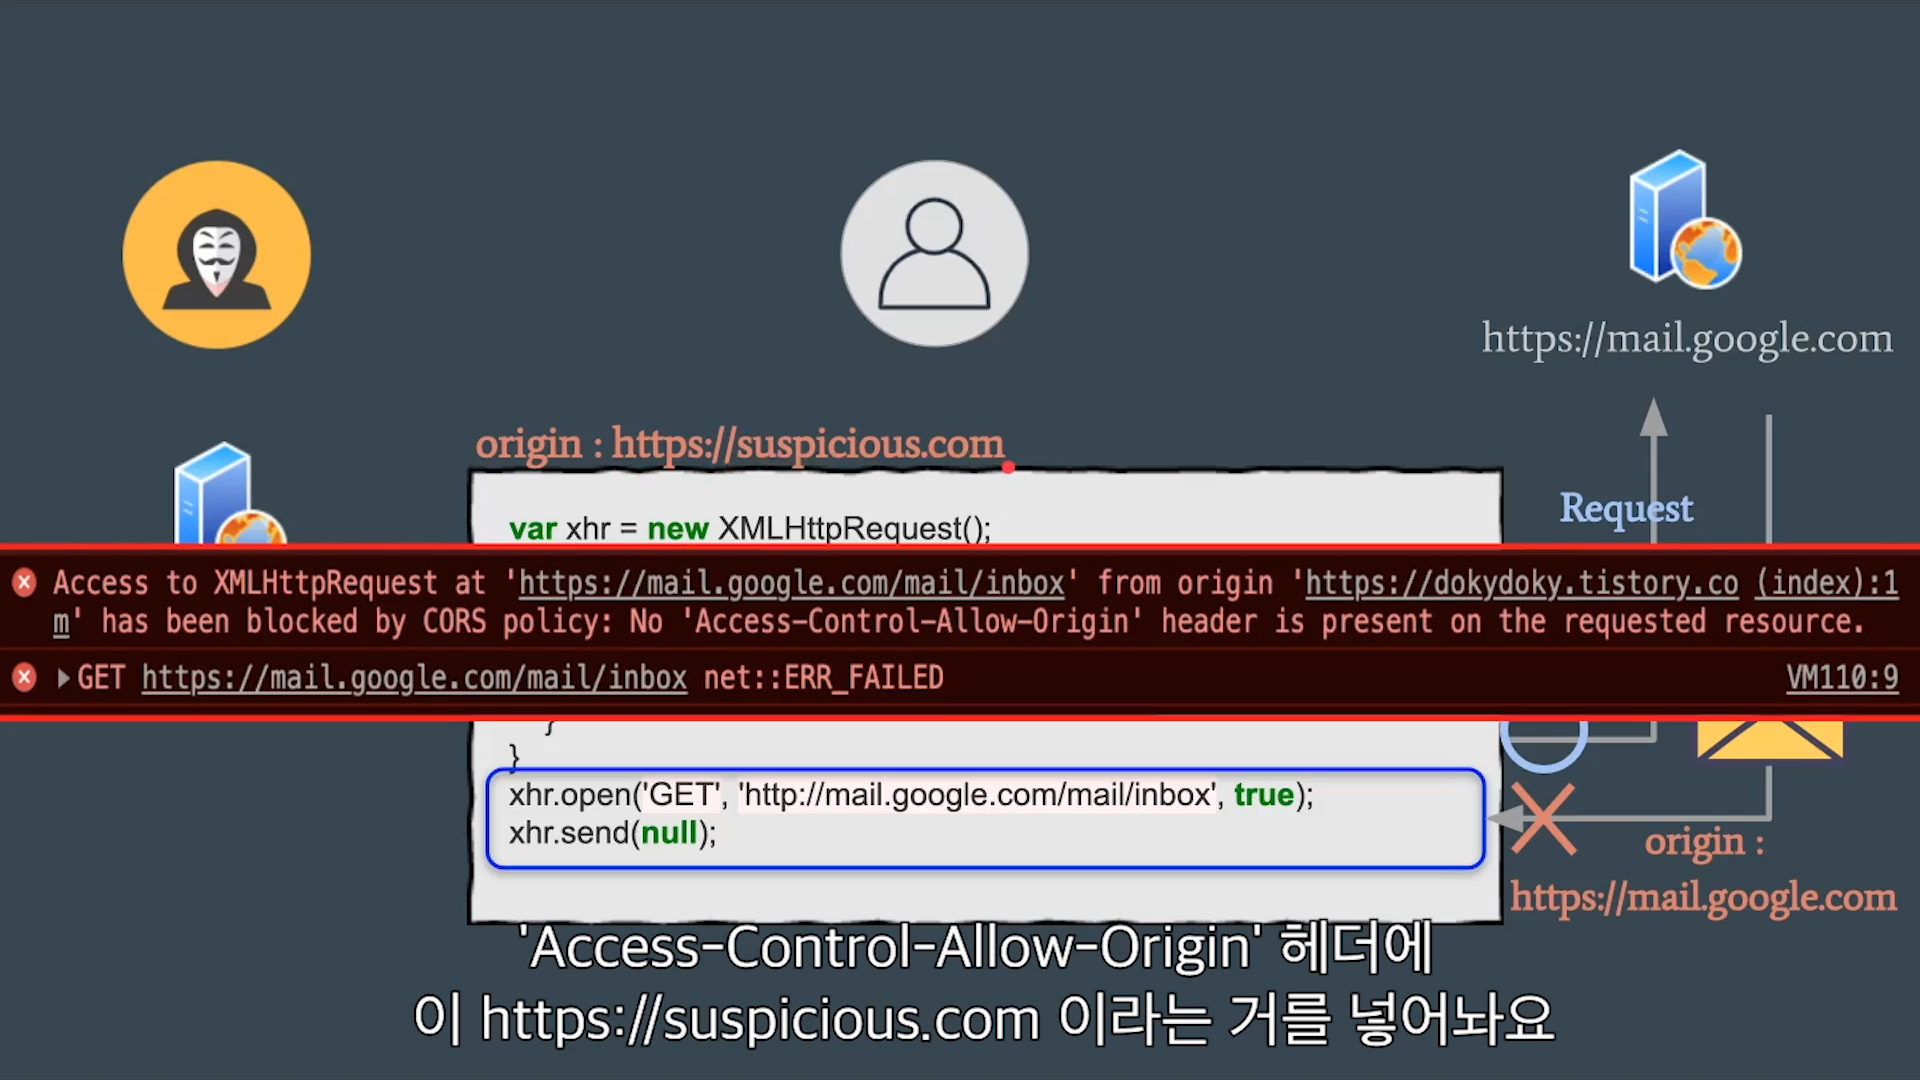 https://mail.google.com
origin : https://suspicious.com
Request
var xhr = new XMLHttpRequest();
Access to XMLHttpRequest at 'https://mail.google.com/mail/inbox' from origin 'https://dokydoky.tistory.co (index):1
m' has been blocked by CORS policy: No 'Access-Control-Allow-Origin' header is present on the requested resource.
GET https://mail.google.com/mail/inbox net::ERR_FAILED VM110:9
}
}
xhr.open('GET', 'http://mail.google.com/mail/inbox', true);
xhr.send(null);
origin :
https://mail.google.com
'Access-Control-Allow-Origin' 헤더에
이 https://suspicious.com 이라는 거를 넣어놔요